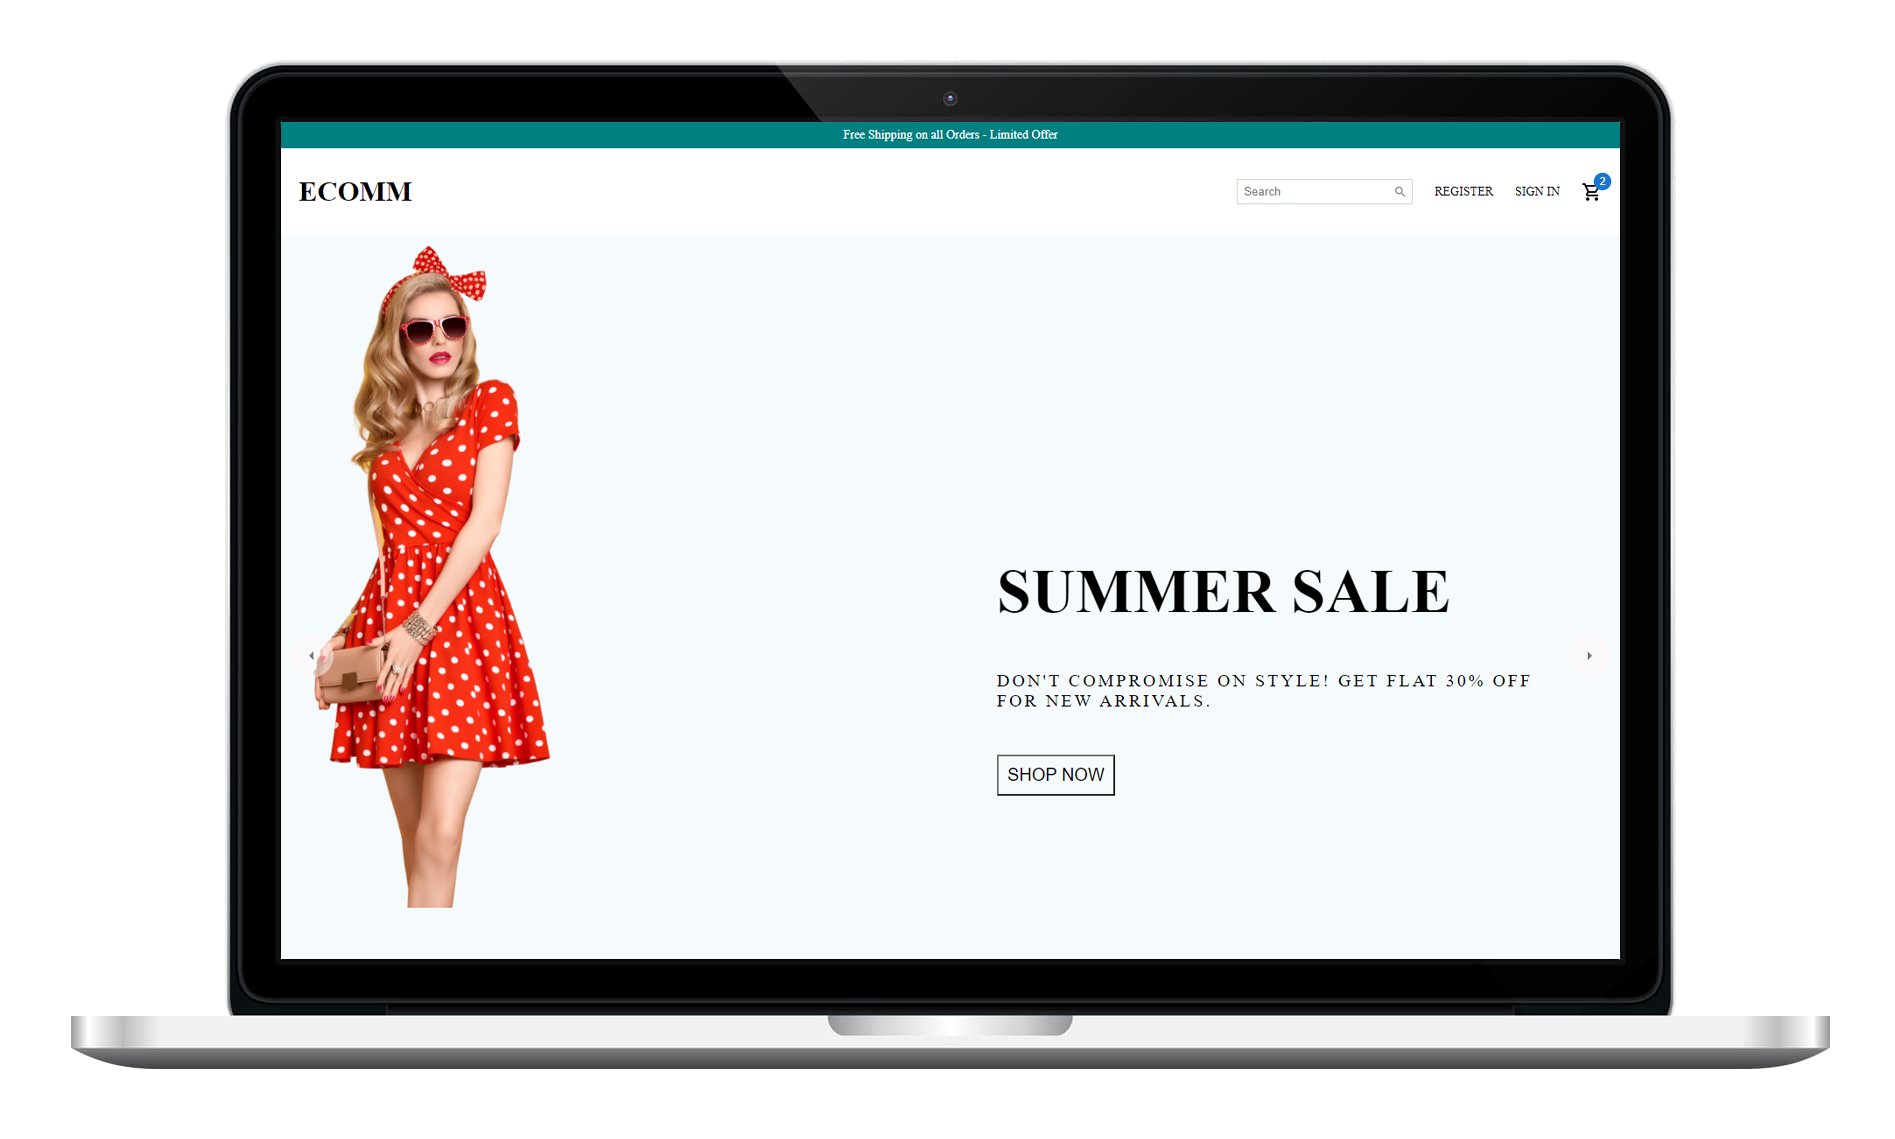 Free Shipping on all Orders - Limited Offer
ECOMM
Search
REGISTER
SIGN IN
2
SUMMER SALE
DON'T COMPROMISE ON STYLE! GET FLAT 30% OFF
FOR NEW ARRIVALS.
SHOP NOW